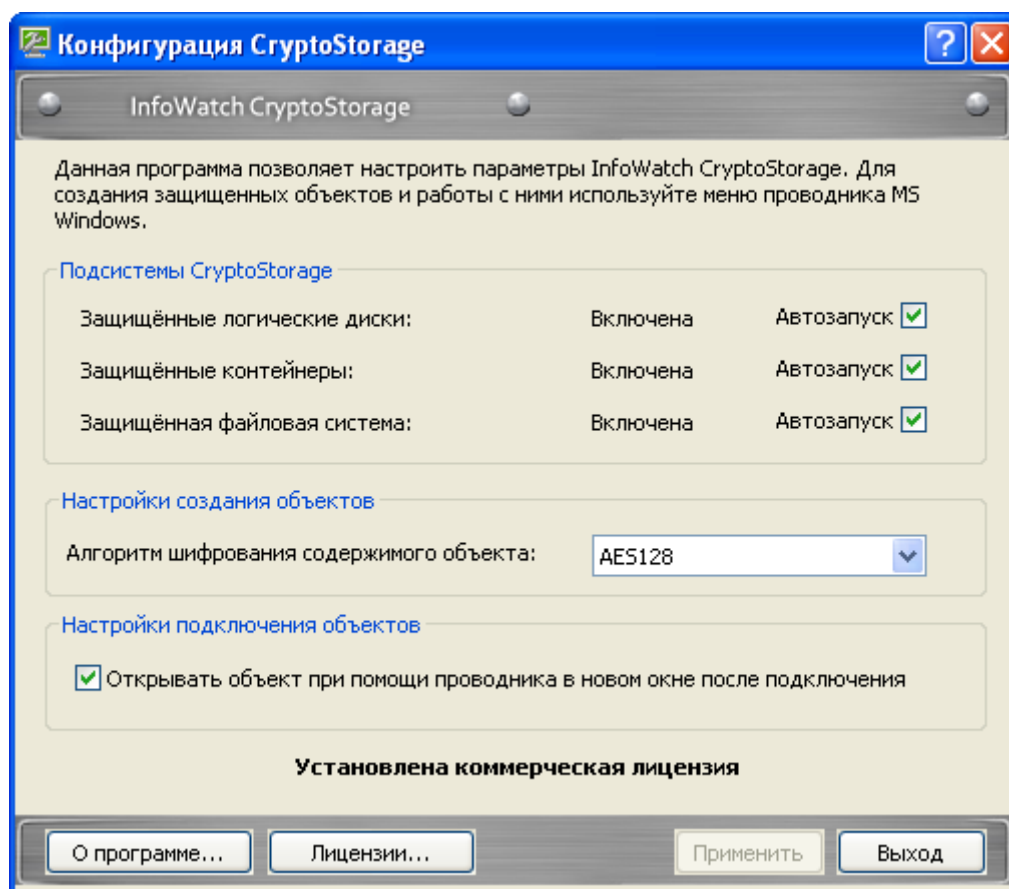 Конфигурация CryptoStorage
InfoWatch CryptoStorage
Данная программа позволяет настроить параметры InfoWatch CryptoStorage. Для
создания защищенных объектов и работы с ними используйте меню проводника MS
Windows.
Подсистемы CryptoStorage
Защищённые логические диски: Включена Автозапуск
Защищённые контейнеры: Включена Автозапуск
Защищённая файловая система: Включена Автозапуск
Настройки создания объектов
Алгоритм шифрования содержимого объекта: AES128
Настройки подключения объектов
Открывать объект при помощи проводника в новом окне после подключения
Установлена коммерческая лицензия
О программе... Лицензии... Применить Выход